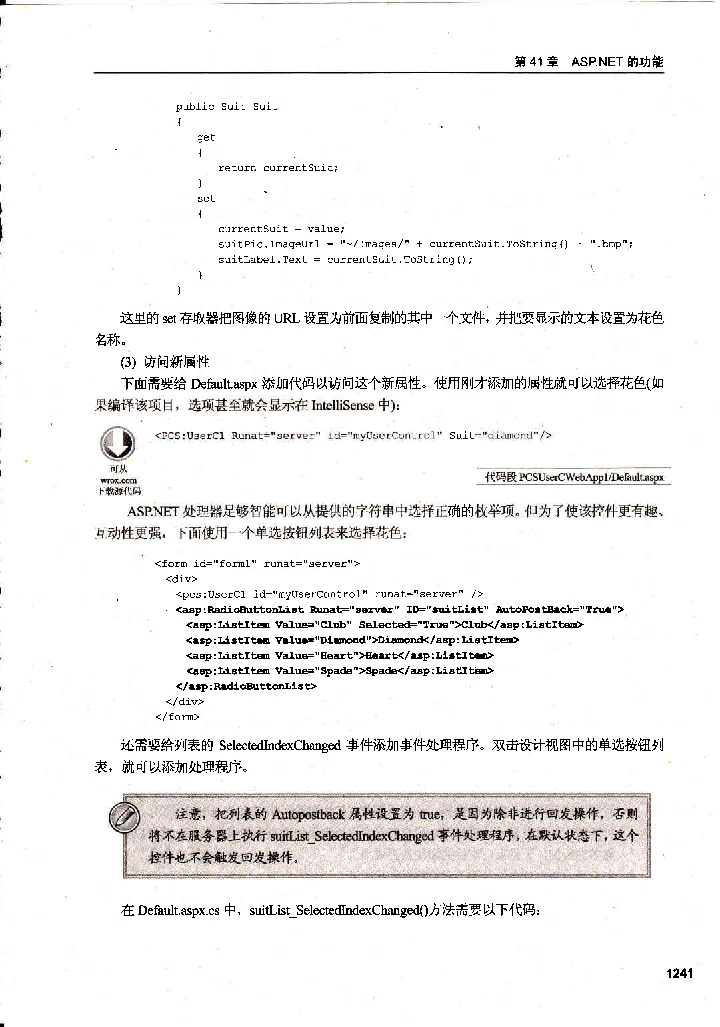 第 41 章 ASP.NET 的功能
public Suit Suit
{
get
{
return currentSuit;
}
set
{
currentSuit = value;
suitPic.ImageUrl = "~/images/" + currentSuit.ToString() + ".bmp";
suitLabel.Text = currentSuit.ToString();
}
}
这里的 set 存取器把图像的 URL 设置为前面复制的其中一个文件，并把要显示的文本设置为花色
名称。
(3) 访问新属性
下面需要给 Default.aspx 添加代码以访问这个新属性。使用刚才添加的属性就可以选择花色(如
果编译该项目，选项甚至就会显示在 IntelliSense 中)：
<PCS:UserC1 Runat="server" id="myUserControl" Suit="diamond"/>
可从
wrox.com
下载源代码
代码段 PCSUserCWebApp1/Default.aspx
ASP.NET 处理器足够智能可以从提供的字符串中选择正确的枚举项。但为了使该控件更有趣、
互动性更强，下面使用一个单选按钮列表来选择花色：
<form id="form1" runat="server">
<div>
<pcs:UserC1 id="myUserControl" runat="server" />
<asp:RadioButtonList Runat="server" ID="suitList" AutoPostBack="True">
<asp:ListItem Value="Club" Selected="True">Club</asp:ListItem>
<asp:ListItem Value="Diamond">Diamond</asp:ListItem>
<asp:ListItem Value="Heart">Heart</asp:ListItem>
<asp:ListItem Value="Spade">Spade</asp:ListItem>
</asp:RadioButtonList>
</div>
</form>
还需要给列表的 SelectedIndexChanged 事件添加事件处理程序。双击设计视图中的单选按钮列
表，就可以添加处理程序。
注意，把列表的 Autopostback 属性设置为 true，是因为除非进行回发操作，否则
将不在服务器上执行 suitList_SelectedIndexChanged 事件处理程序，在默认状态下，这个
控件也不会触发回发操作。
在 Default.aspx.cs 中，suitList_SelectedIndexChanged()方法需要以下代码：
1241